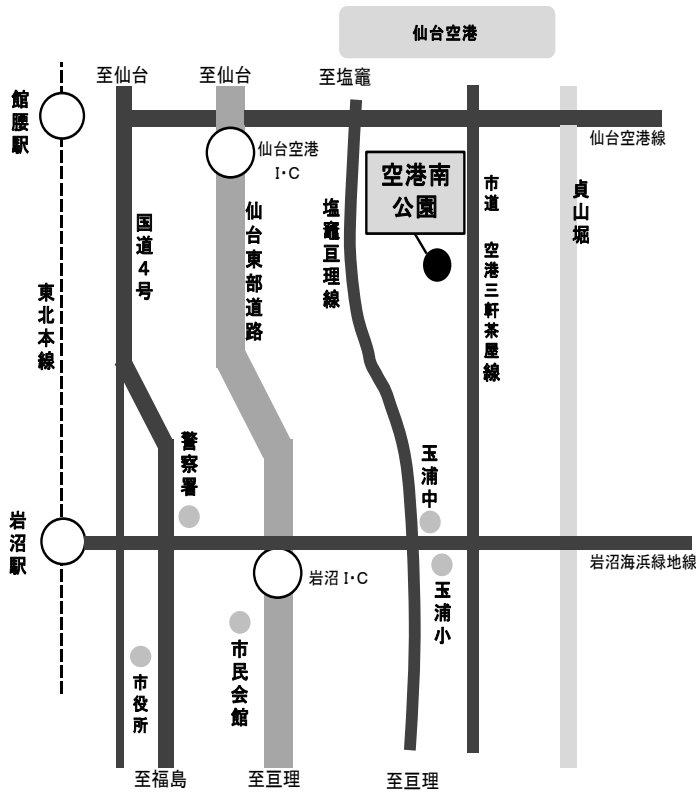 仙台空港
至仙台
至仙台
至塩竈
館腰駅
仙台空港線
仙台空港
I・C
空港南
公園
市道 空港三軒茶屋線
貞山堀
国道4号
仙台東部道路
塩竈亘理線
東北本線
警察署
玉浦中
岩沼駅
岩沼海浜緑地線
岩沼 I・C
玉浦小
市民会館
市役所
至福島
至亘理
至亘理